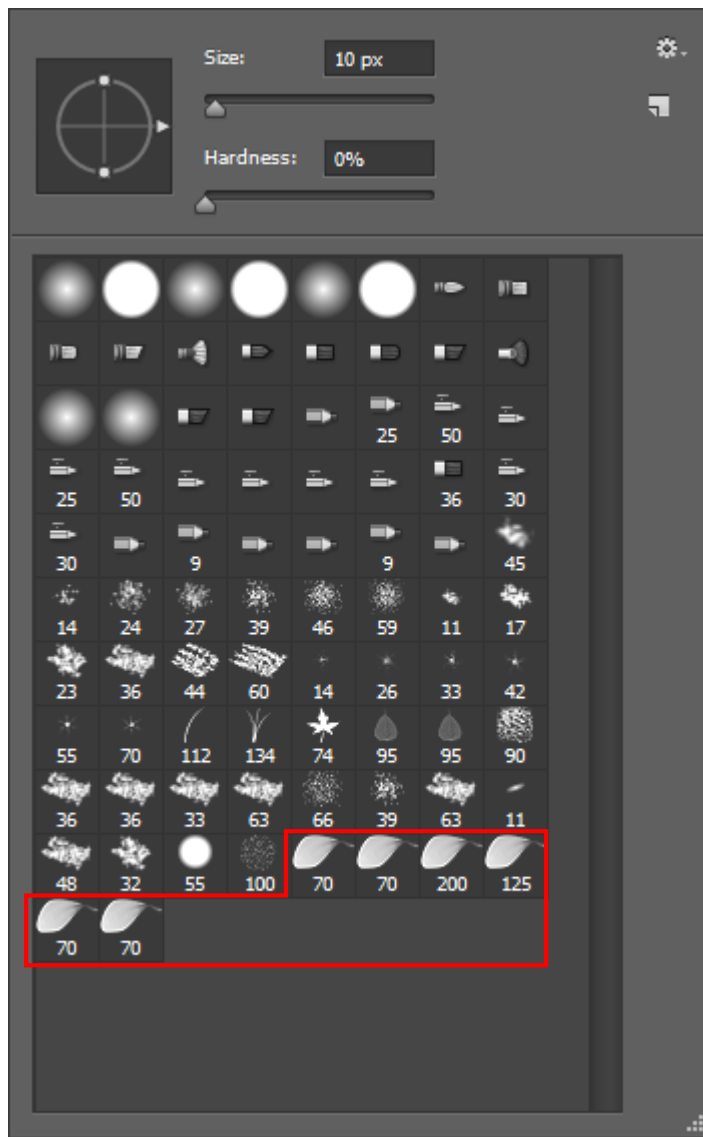 Size: 10 px
Hardness: 0%
25 50
25 50 36 30
30 9 9 45
14 24 27 39 46 59 11 17
23 36 44 60 14 26 33 42
55 70 112 134 74 95 95 90
36 36 33 63 66 39 63 11
48 32 55 100 70 70 200 125
70 70